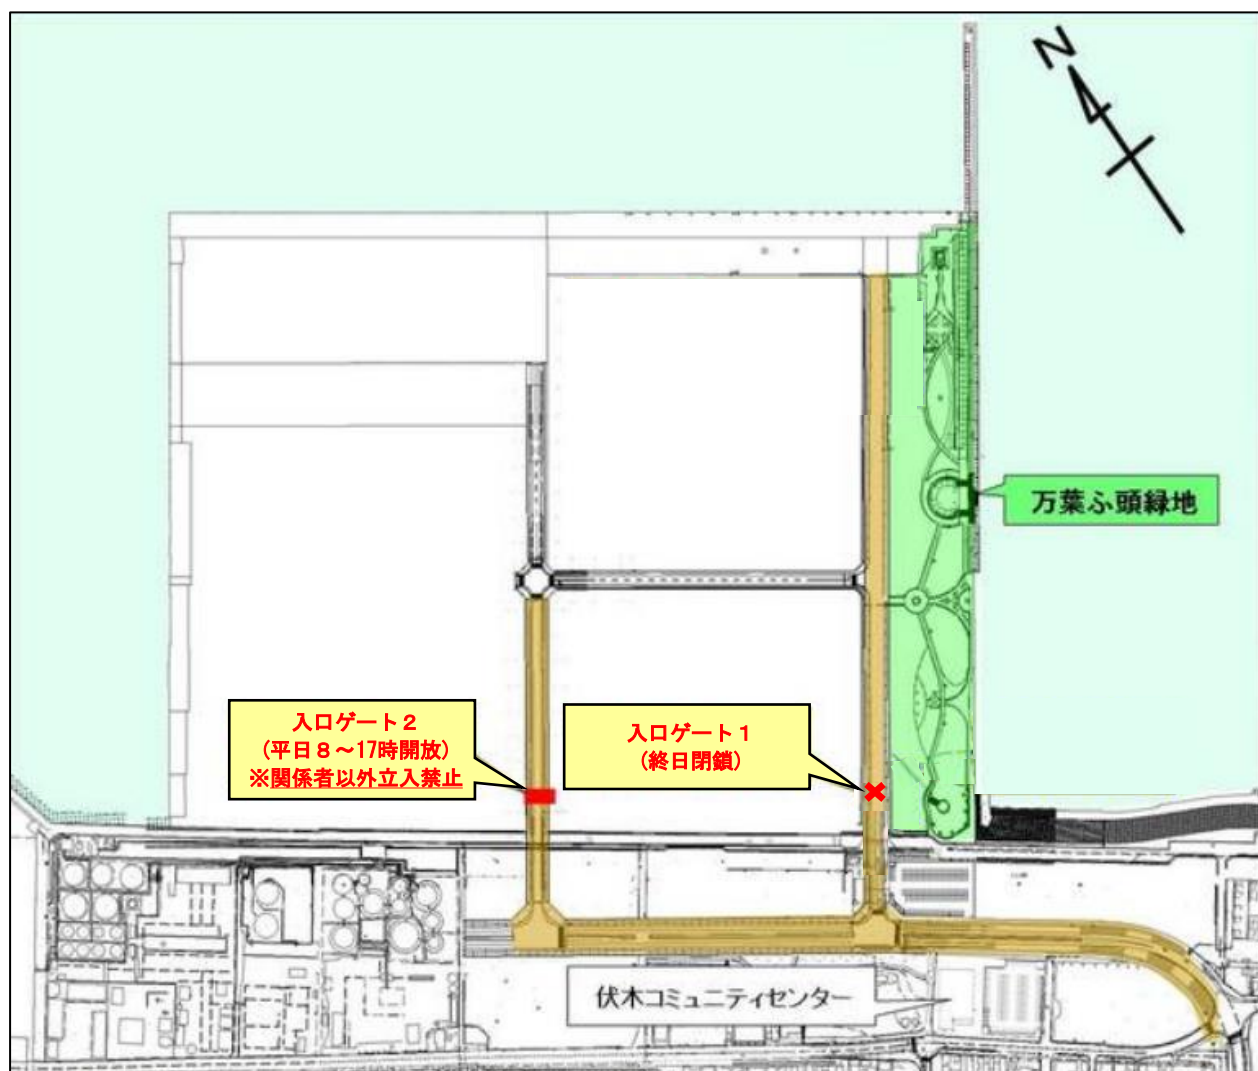 N
万葉ふ頭緑地
入口ゲート２
(平日８～17時開放)
※関係者以外立入禁止
入口ゲート１
(終日閉鎖)
伏木コミュニティセンター